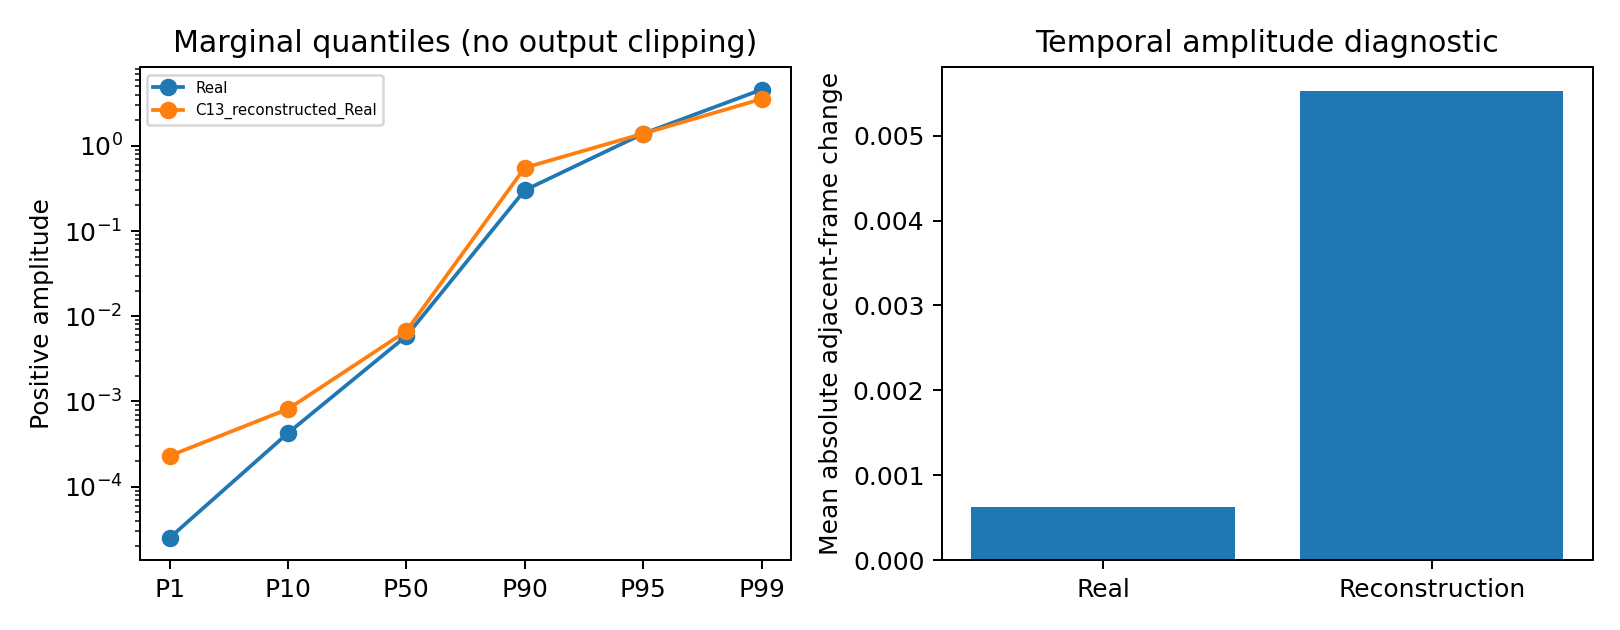 Marginal quantiles (no output clipping)
Real
C13_reconstructed_Real
Positive amplitude
10⁰
10⁻¹
10⁻²
10⁻³
10⁻⁴
P1 P10 P50 P90 P95 P99
Temporal amplitude diagnostic
Mean absolute adjacent-frame change
0.005
0.004
0.003
0.002
0.001
0.000
Real Reconstruction